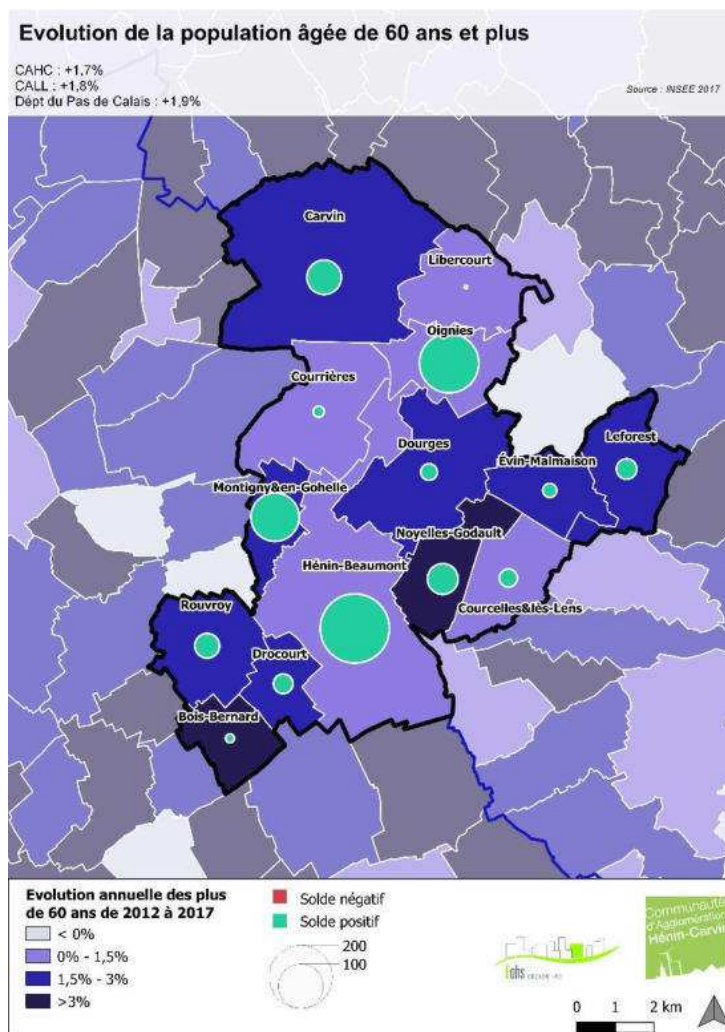 Evolution de la population âgée de 60 ans et plus
CAHC : +1,7%
CALL : +1,8%
Dépt du Pas de Calais : +1,9%
Source : INSEE 2017
Carvin
Libercourt
Oignies
Courrières
Dourges
Leforest
Évin-Malmaison
Montigny&en-Gohelle
Noyelles-Godault
Hénin-Beaumont
Courcelles&lès-Lens
Rouvroy
Drocourt
Bois-Bernard
Evolution annuelle des plus
de 60 ans de 2012 à 2017
< 0%
0% - 1,5%
1,5% - 3%
>3%
Solde négatif
Solde positif
200
100
Communauté
d'Agglomération
Hénin-Carvin
0 1 2 km